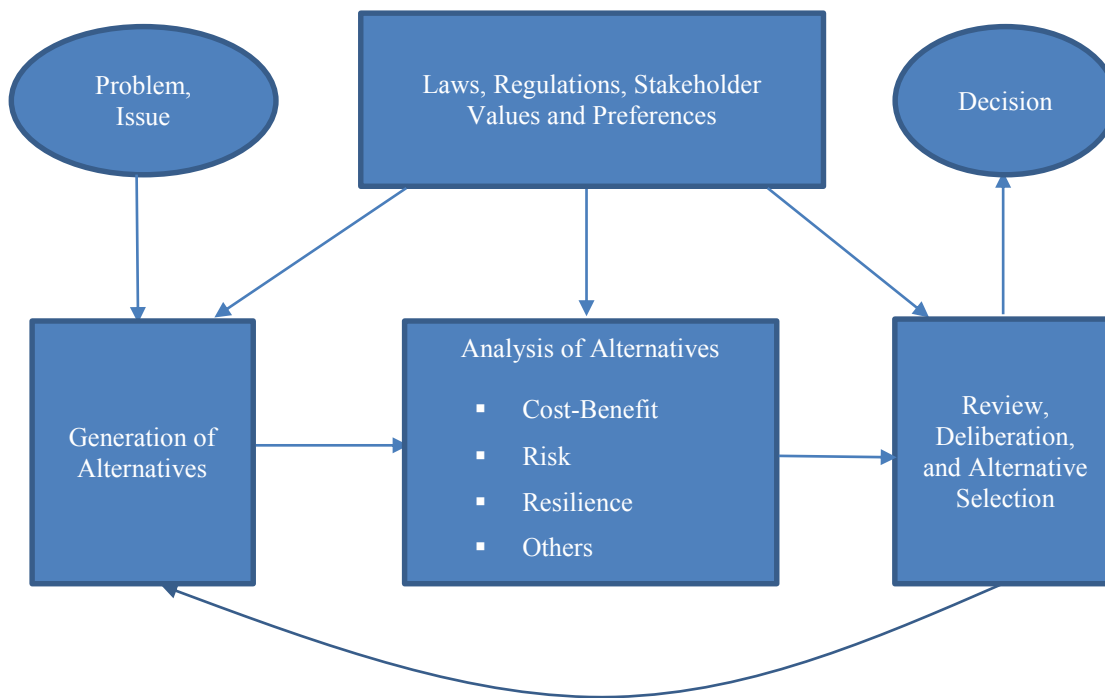 Problem,
Issue
Laws, Regulations, Stakeholder
Values and Preferences
Decision
Generation of
Alternatives
Analysis of Alternatives
▪ Cost-Benefit
▪ Risk
▪ Resilience
▪ Others
Review,
Deliberation,
and Alternative
Selection